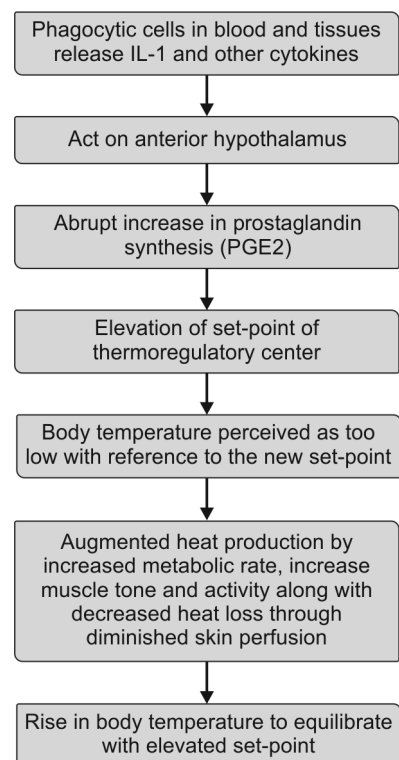 Phagocytic cells in blood and tissues
release IL-1 and other cytokines
Act on anterior hypothalamus
Abrupt increase in prostaglandin
synthesis (PGE2)
Elevation of set-point of
thermoregulatory center
Body temperature perceived as too
low with reference to the new set-point
Augmented heat production by
increased metabolic rate, increase
muscle tone and activity along with
decreased heat loss through
diminished skin perfusion
Rise in body temperature to equilibrate
with elevated set-point